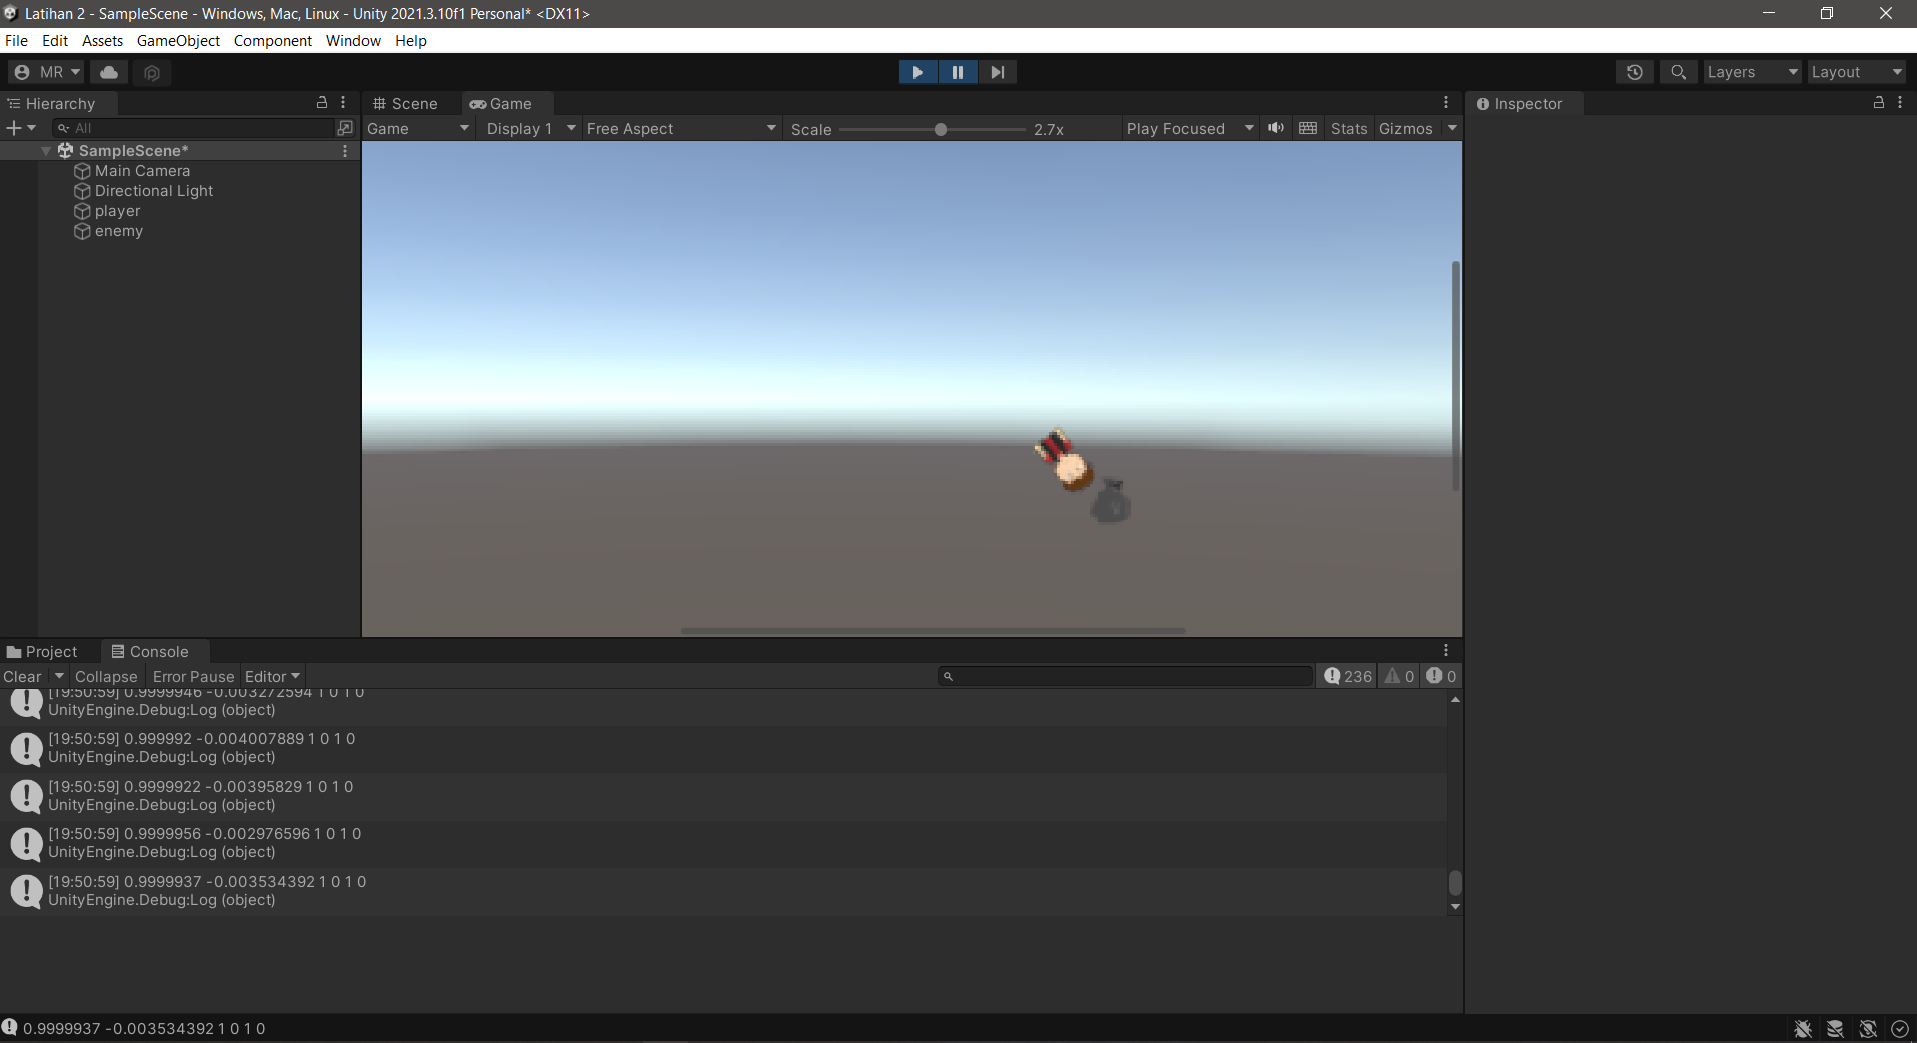 Latihan 2 - SampleScene - Windows, Mac, Linux - Unity 2021.3.10f1 Personal* <DX11>
File Edit Assets GameObject Component Window Help
MR Layers Layout
Hierarchy Scene Game Inspector
All Game Display 1 Free Aspect Scale 2.7x Play Focused Stats Gizmos
SampleScene*
Main Camera
Directional Light
player
enemy
Project Console
Clear Collapse Error Pause Editor 236 0 0
[19:50:59] 0.9999946 -0.003272594 1 0 1 0
UnityEngine.Debug:Log (object)
[19:50:59] 0.999992 -0.004007889 1 0 1 0
UnityEngine.Debug:Log (object)
[19:50:59] 0.9999922 -0.00395829 1 0 1 0
UnityEngine.Debug:Log (object)
[19:50:59] 0.9999956 -0.002976596 1 0 1 0
UnityEngine.Debug:Log (object)
[19:50:59] 0.9999937 -0.003534392 1 0 1 0
UnityEngine.Debug:Log (object)
0.9999937 -0.003534392 1 0 1 0